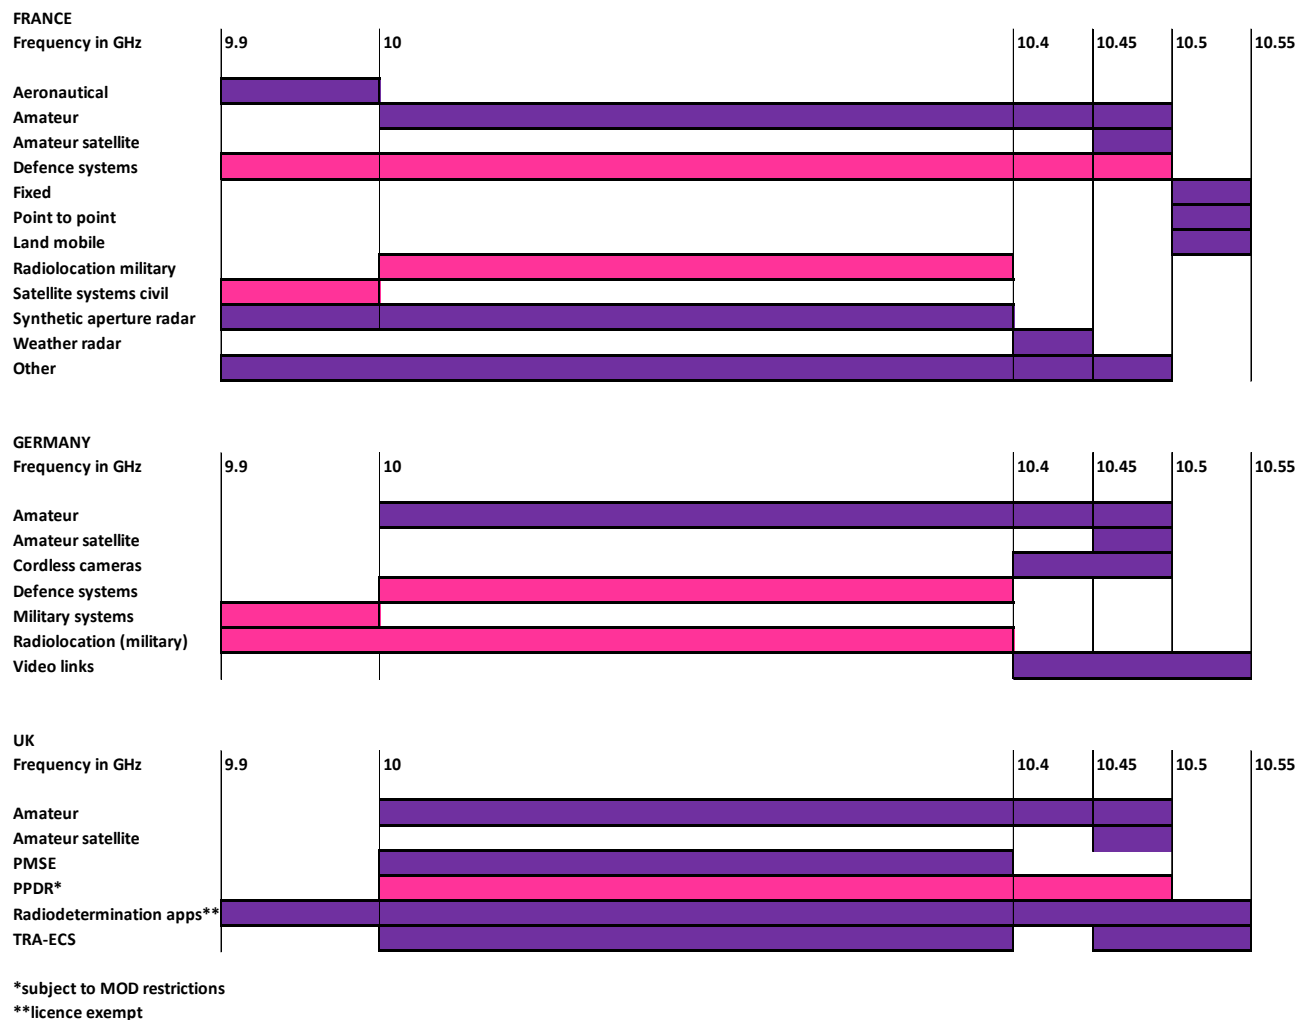 FRANCE
Frequency in GHz 9.9 10 10.4 10.45 10.5 10.55
Aeronautical
Amateur
Amateur satellite
Defence systems
Fixed
Point to point
Land mobile
Radiolocation military
Satellite systems civil
Synthetic aperture radar
Weather radar
Other
GERMANY
Frequency in GHz 9.9 10 10.4 10.45 10.5 10.55
Amateur
Amateur satellite
Cordless cameras
Defence systems
Military systems
Radiolocation (military)
Video links
UK
Frequency in GHz 9.9 10 10.4 10.45 10.5 10.55
Amateur
Amateur satellite
PMSE
PPDR*
Radiodetermination apps**
TRA-ECS
*subject to MOD restrictions
**licence exempt